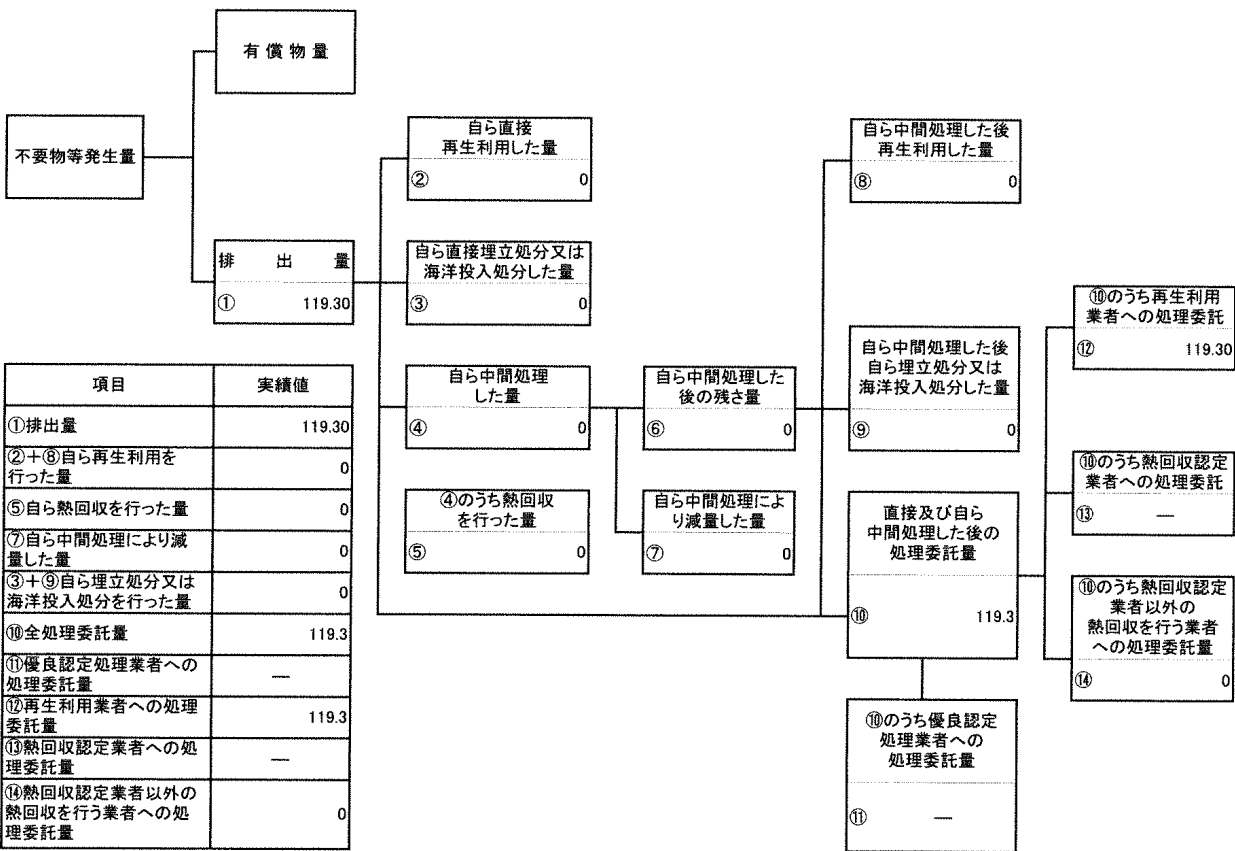 有償物量
不要物等発生量
排出量
① 119.30
自ら直接
再生利用した量
② 0
自ら直接埋立処分又は
海洋投入処分した量
③ 0
自ら中間処理
した量
④ 0
④のうち熱回収
を行った量
⑤ 0
自ら中間処理した
後の残さ量
⑥ 0
自ら中間処理によ
り減量した量
⑦ 0
自ら中間処理した後
再生利用した量
⑧ 0
自ら中間処理した後
自ら埋立処分又は
海洋投入処分した量
⑨ 0
直接及び自ら
中間処理した後の
処理委託量
⑩ 119.3
⑩のうち優良認定
処理業者への
処理委託量
⑪ ―
⑩のうち再生利用
業者への処理委託
⑫ 119.30
⑩のうち熱回収認定
業者への処理委託
⑬ ―
⑩のうち熱回収認定
業者以外の
熱回収を行う業者
への処理委託量
⑭ 0
項目 実績値
①排出量 119.30
②+⑧自ら再生利用を
行った量 0
⑤自ら熱回収を行った量 0
⑦自ら中間処理により減
量した量 0
③+⑨自ら埋立処分又は
海洋投入処分を行った量 0
⑩全処理委託量 119.3
⑪優良認定処理業者への
処理委託量 ―
⑫再生利用業者への処理
委託量 119.3
⑬熱回収認定業者への処
理委託量 ―
⑭熱回収認定業者以外の
熱回収を行う業者への処
理委託量 0